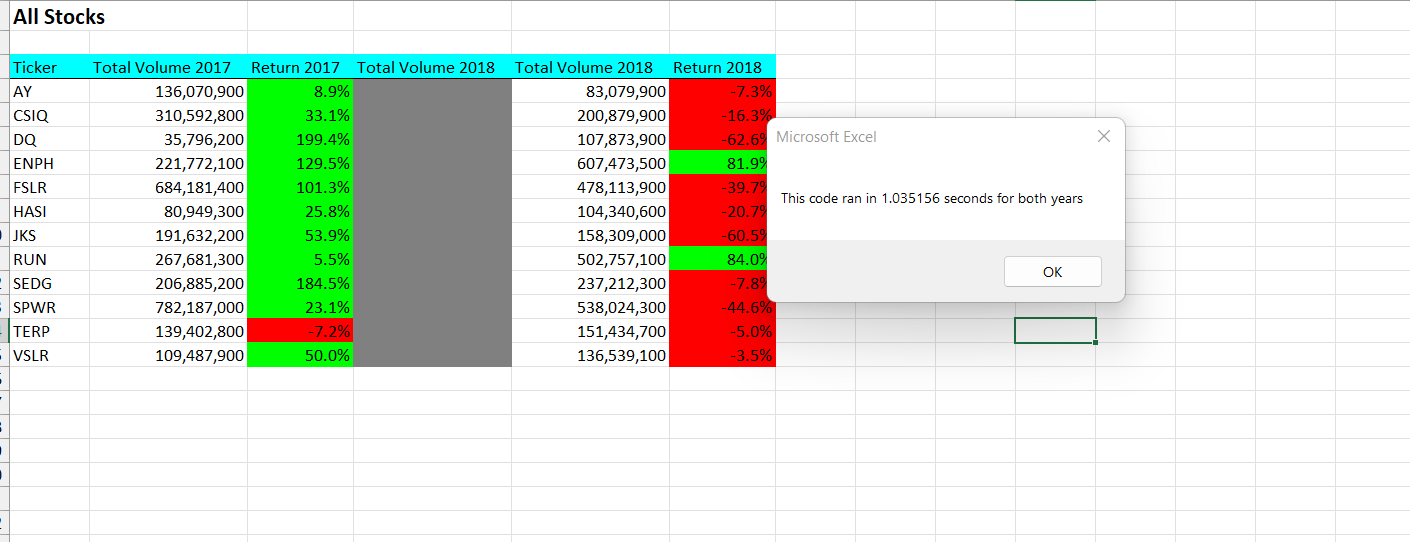 All Stocks
Ticker Total Volume 2017 Return 2017 Total Volume 2018 Total Volume 2018 Return 2018
AY 136,070,900 8.9% 83,079,900 -7.3%
CSIQ 310,592,800 33.1% 200,879,900 -16.3%
DQ 35,796,200 199.4% 107,873,900 -62.6%
ENPH 221,772,100 129.5% 607,473,500 81.9%
FSLR 684,181,400 101.3% 478,113,900 -39.7%
HASI 80,949,300 25.8% 104,340,600 -20.7%
JKS 191,632,200 53.9% 158,309,000 -60.5%
RUN 267,681,300 5.5% 502,757,100 84.0%
SEDG 206,885,200 184.5% 237,212,300 -7.8%
SPWR 782,187,000 23.1% 538,024,300 -44.6%
TERP 139,402,800 -7.2% 151,434,700 -5.0%
VSLR 109,487,900 50.0% 136,539,100 -3.5%
Microsoft Excel
This code ran in 1.035156 seconds for both years
OK